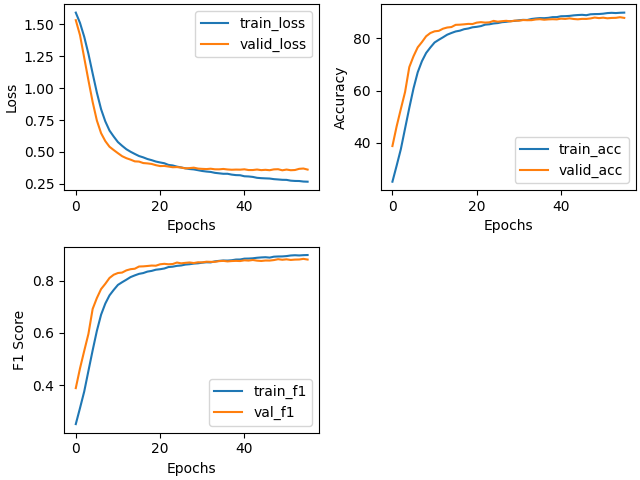 Loss
1.50
1.25
1.00
0.75
0.50
0.25
train_loss
valid_loss
0 20 40
Epochs
Accuracy
80
60
40
train_acc
valid_acc
0 20 40
Epochs
F1 Score
0.8
0.6
0.4
train_f1
val_f1
0 20 40
Epochs